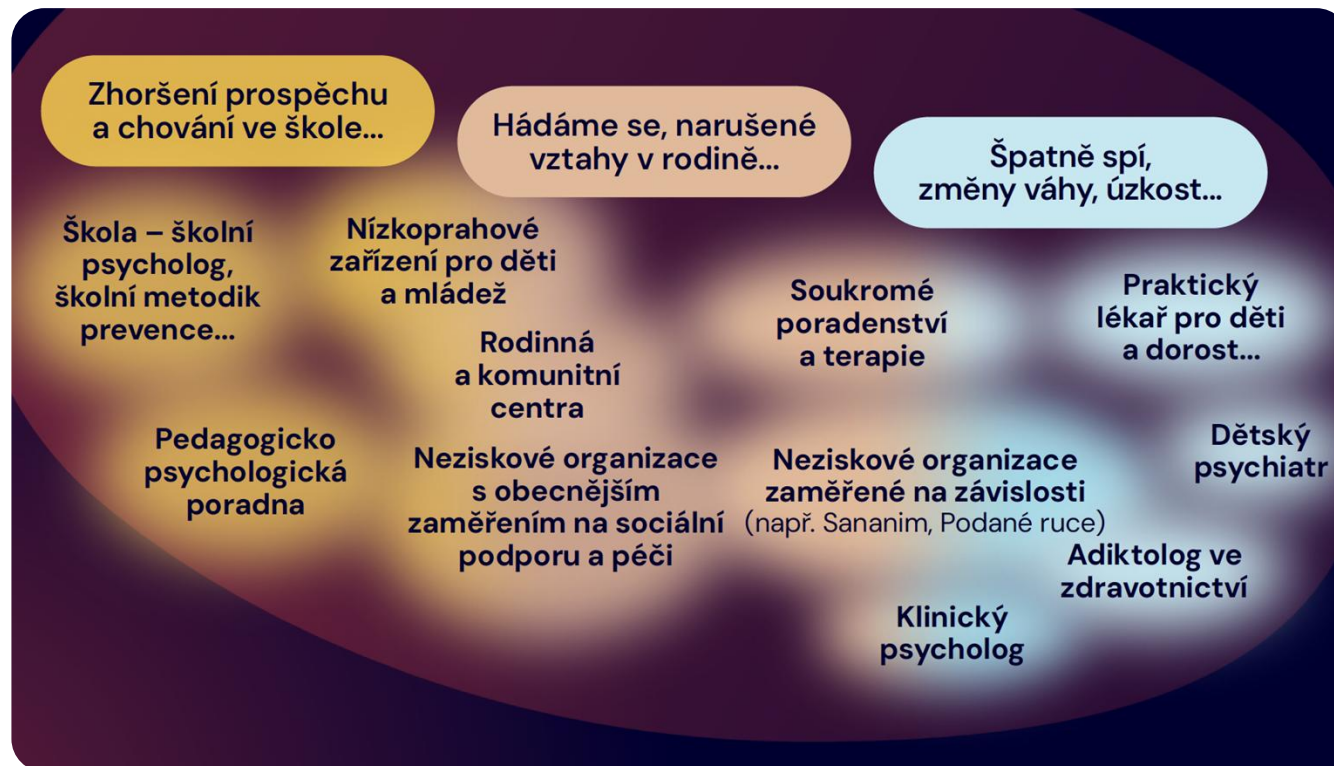 Zhoršení prospěchu
a chování ve škole...
Hádáme se, narušené
vztahy v rodině...
Špatně spí,
změny váhy, úzkost...
Škola – školní
psycholog,
školní metodik
prevence...
Nízkoprahové
zařízení pro děti
a mládež
Soukromé
poradenství
a terapie
Praktický
lékař pro děti
a dorost...
Rodinná
a komunitní
centra
Pedagogicko
psychologická
poradna
Neziskové organizace
s obecnějším
zaměřením na sociální
podporu a péči
Neziskové organizace
zaměřené na závislosti
(např. Sananim, Podané ruce)
Dětský
psychiatr
Adiktolog ve
zdravotnictví
Klinický
psycholog